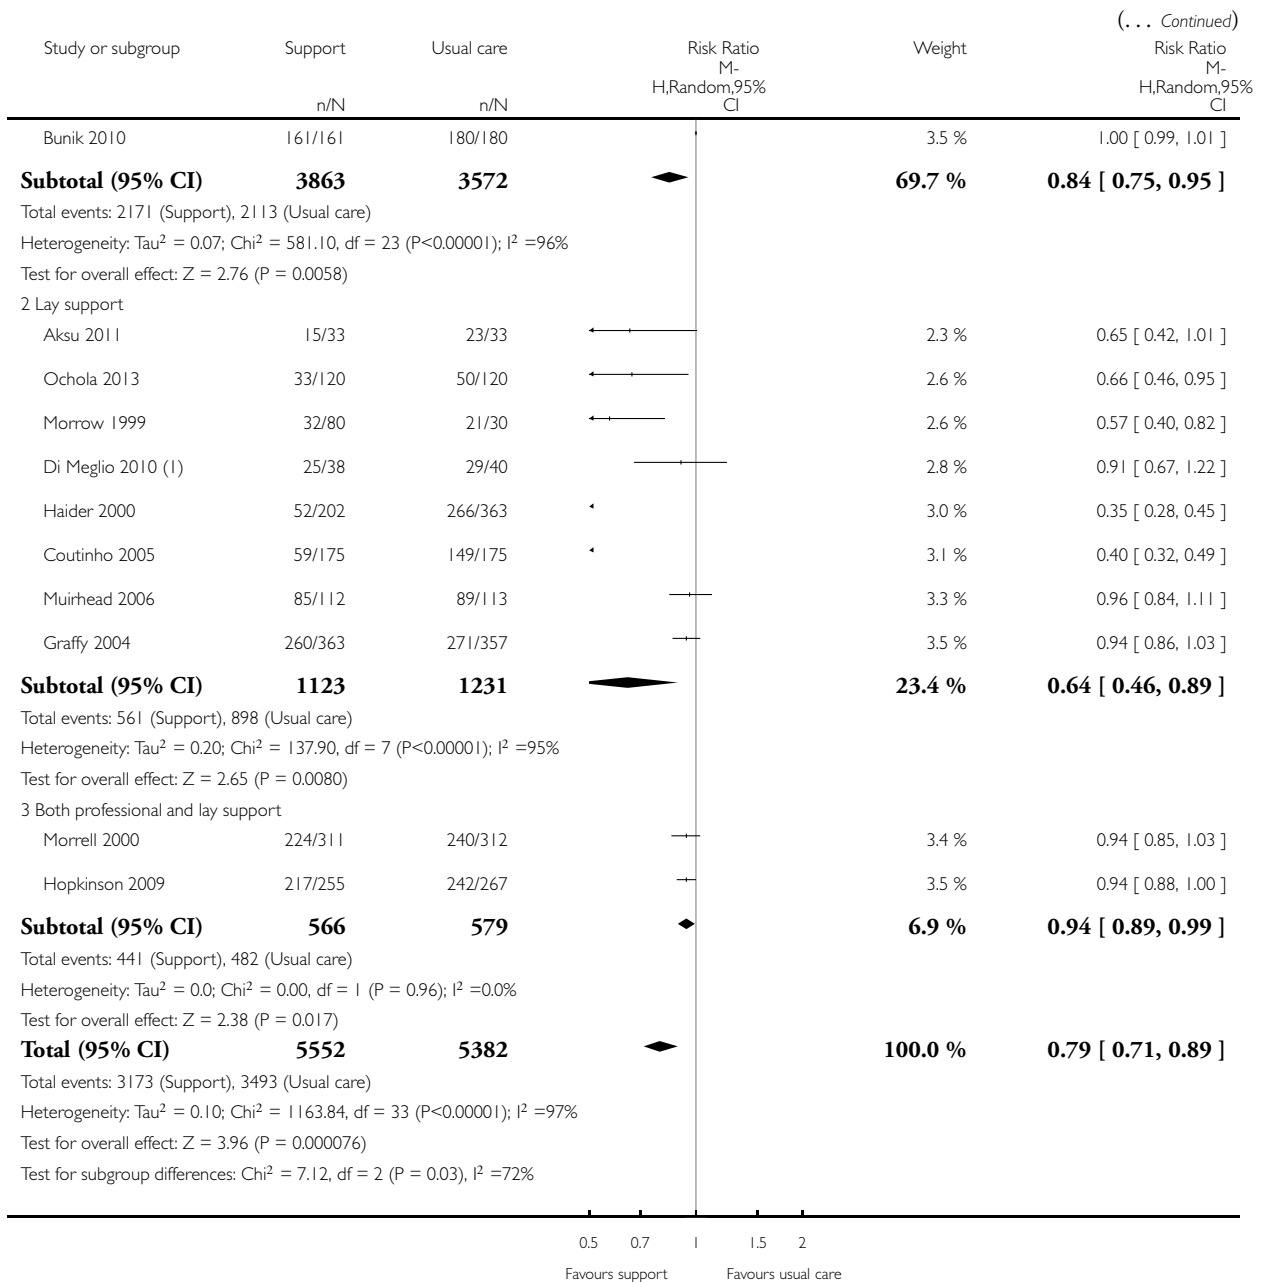 (... Continued)
Study or subgroup Support Usual care Risk Ratio Weight Risk Ratio
M- M-
H,Random,95% H,Random,95%
n/N n/N CI CI
Bunik 2010 161/161 180/180 3.5 % 1.00 [ 0.99, 1.01 ]
Subtotal (95% CI) 3863 3572 69.7 % 0.84 [ 0.75, 0.95 ]
Total events: 2171 (Support), 2113 (Usual care)
Heterogeneity: Tau² = 0.07; Chi² = 581.10, df = 23 (P<0.00001); I² =96%
Test for overall effect: Z = 2.76 (P = 0.0058)
2 Lay support
Aksu 2011 15/33 23/33 2.3 % 0.65 [ 0.42, 1.01 ]
Ochola 2013 33/120 50/120 2.6 % 0.66 [ 0.46, 0.95 ]
Morrow 1999 32/80 21/30 2.6 % 0.57 [ 0.40, 0.82 ]
Di Meglio 2010 (1) 25/38 29/40 2.8 % 0.91 [ 0.67, 1.22 ]
Haider 2000 52/202 266/363 3.0 % 0.35 [ 0.28, 0.45 ]
Coutinho 2005 59/175 149/175 3.1 % 0.40 [ 0.32, 0.49 ]
Muirhead 2006 85/112 89/113 3.3 % 0.96 [ 0.84, 1.11 ]
Graffy 2004 260/363 271/357 3.5 % 0.94 [ 0.86, 1.03 ]
Subtotal (95% CI) 1123 1231 23.4 % 0.64 [ 0.46, 0.89 ]
Total events: 561 (Support), 898 (Usual care)
Heterogeneity: Tau² = 0.20; Chi² = 137.90, df = 7 (P<0.00001); I² =95%
Test for overall effect: Z = 2.65 (P = 0.0080)
3 Both professional and lay support
Morrell 2000 224/311 240/312 3.4 % 0.94 [ 0.85, 1.03 ]
Hopkinson 2009 217/255 242/267 3.5 % 0.94 [ 0.88, 1.00 ]
Subtotal (95% CI) 566 579 6.9 % 0.94 [ 0.89, 0.99 ]
Total events: 441 (Support), 482 (Usual care)
Heterogeneity: Tau² = 0.0; Chi² = 0.00, df = 1 (P = 0.96); I² =0.0%
Test for overall effect: Z = 2.38 (P = 0.017)
Total (95% CI) 5552 5382 100.0 % 0.79 [ 0.71, 0.89 ]
Total events: 3173 (Support), 3493 (Usual care)
Heterogeneity: Tau² = 0.10; Chi² = 1163.84, df = 33 (P<0.00001); I² =97%
Test for overall effect: Z = 3.96 (P = 0.000076)
Test for subgroup differences: Chi² = 7.12, df = 2 (P = 0.03), I² =72%
0.5 0.7 1 1.5 2
Favours support Favours usual care